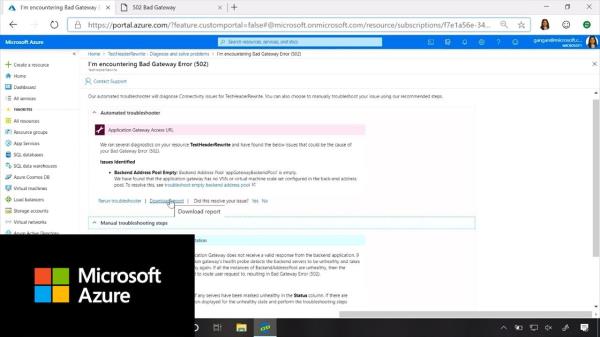 I'm encountering Bad Gateway
502 Bad Gateway
https://portal.azure.com/?feature.customportal=false#@microsoft.onmicrosoft.com/resource/subscriptions/f7e1a56e-34...
Microsoft Azure
Search resources, services, and docs (G+/)
gangan@microsoft.c...
MICROSOFT
Create a resource
Home
Dashboard
All services
FAVORITES
All resources
Resource groups
App Services
SQL databases
SQL data warehouses
Azure Cosmos DB
Virtual machines
Load balancers
Storage accounts
Virtual networks
Azure Active Directory
Home > TestHeaderRewrite - Diagnose and solve problems > I'm encountering Bad Gateway Error (502)
I'm encountering Bad Gateway Error (502)
TestHeaderRewrite
Contact Support
Our automated troubleshooter will diagnose Connectivity issues for TestHeaderRewrite. You can also choose to manually troubleshoot your issue using our recommended steps.
Automated troubleshooter
Application Gateway Access URL
We ran several diagnostics on your resource TestHeaderRewrite and have found the below issues that could be the cause of
your Bad Gateway Error (502).
Issues Identified
Backend Address Pool Empty: Backend Address Pool 'appGatewayBackendPool' is empty.
We have found that the application gateway has no VMs or virtual machine scale set configured in the back-end address
pool. To resolve this, see troubleshoot empty backend address pool
Rerun troubleshooter | Download Report | Did this resolve your issue? Yes No
Download report
Manual troubleshooting steps
Gateway does not receive a valid response from the backend application. If
gateway's health probe detects the backend servers to be unhealthy and takes
again. If all the instances of BackendAddressPool are unhealthy, then the
to route user request to, resulting in Bad Gateway Error (502).
if any servers have been marked unhealthy in the Status column. If there are
displayed for the unhealthy state and perform the troubleshooting steps
Microsoft
Azure